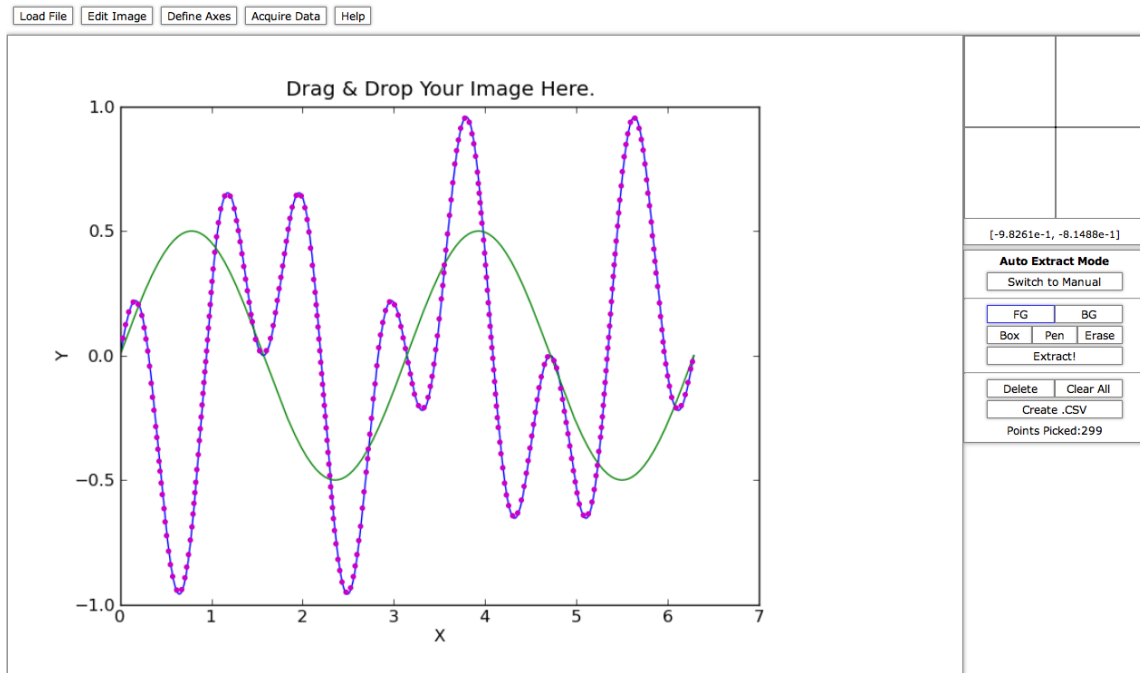 Load File Edit Image Define Axes Acquire Data Help
Drag & Drop Your Image Here.
1.0
0.5
0.0
−0.5
−1.0
Y
0 1 2 3 4 5 6 7
X
[-9.8261e-1, -8.1488e-1]
Auto Extract Mode
Switch to Manual
FG BG
Box Pen Erase
Extract!
Delete Clear All
Create .CSV
Points Picked:299